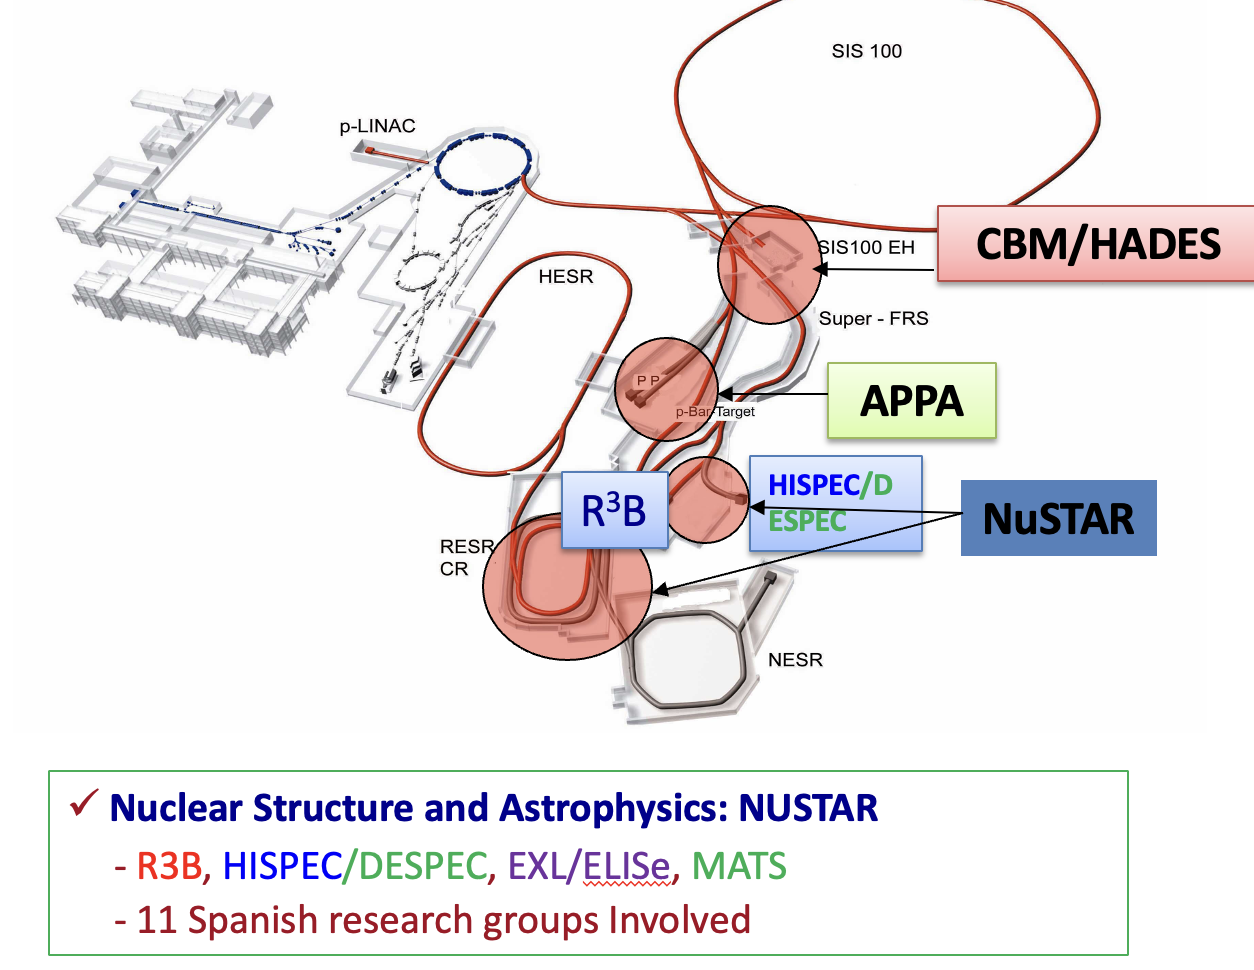 SIS 100
p-LINAC
SIS100 EH
CBM/HADES
HESR
Super - FRS
P P
APPA
p-Bar-Target
HISPEC/D
ESPEC
R³B
NuSTAR
RESR
CR
NESR
✓ Nuclear Structure and Astrophysics: NUSTAR
- R3B, HISPEC/DESPEC, EXL/ELISe, MATS
- 11 Spanish research groups Involved